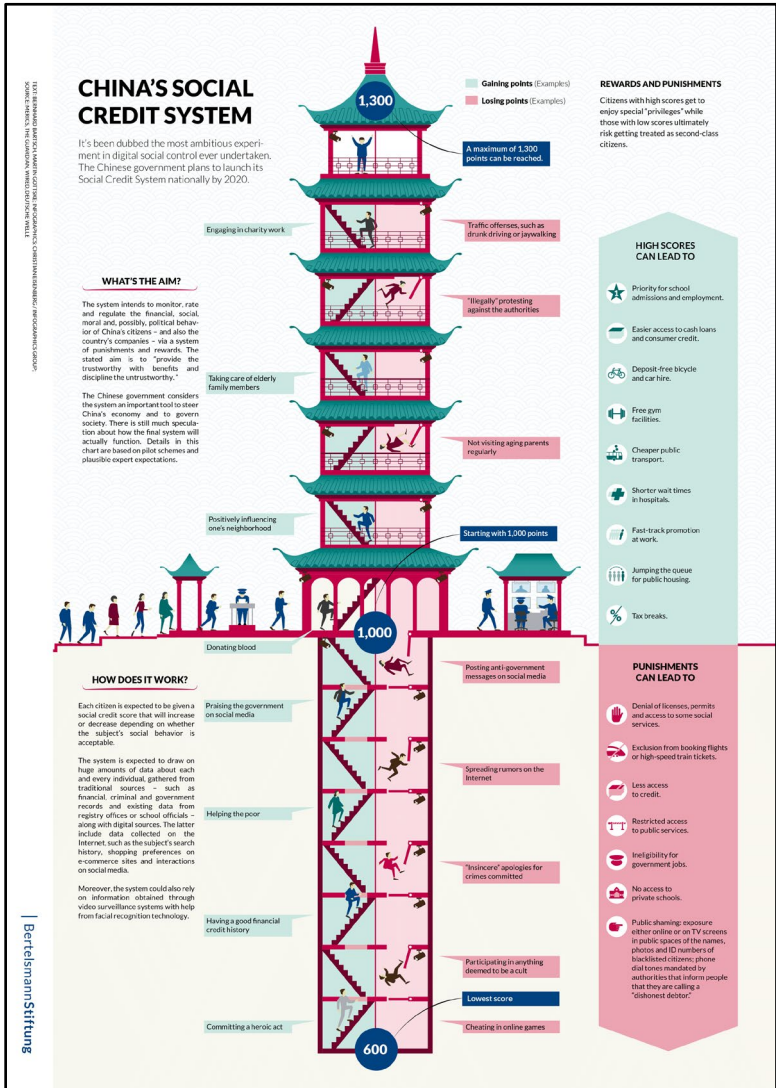 CHINA'S SOCIAL
CREDIT SYSTEM
It's been dubbed the most ambitious experi-
ment in digital social control ever undertaken.
The Chinese government plans to launch its
Social Credit System nationally by 2020.
WHAT'S THE AIM?
The system intends to monitor, rate
and regulate the financial, social,
moral and, possibly, political behav-
ior of China's citizens – and also the
country's companies – via a system
of punishments and rewards. The
stated aim is to "provide the
trustworthy with benefits and
discipline the untrustworthy."
The Chinese government considers
the system an important tool to steer
China's economy and to govern
society. There is still much specula-
tion about how the final system will
actually function. Details in this
chart are based on pilot schemes and
plausible expert expectations.
HOW DOES IT WORK?
Each citizen is expected to be given a
social credit score that will increase
or decrease depending on whether
the subject's social behavior is
acceptable.
The system is expected to draw on
huge amounts of data about each
and every individual, gathered from
traditional sources – such as
financial, criminal and government
records and existing data from
registry offices or school officials –
along with digital sources. The latter
include data collected on the
Internet, such as the subject's search
history, shopping preferences on
e-commerce sites and interactions
on social media.
Moreover, the system could also rely
on information obtained through
video surveillance systems with help
from facial recognition technology.
Gaining points (Examples)
Losing points (Examples)
1,300
A maximum of 1,300
points can be reached.
Engaging in charity work
Traffic offenses, such as
drunk driving or jaywalking
"Illegally" protesting
against the authorities
Taking care of elderly
family members
Not visiting aging parents
regularly
Positively influencing
one's neighborhood
Starting with 1,000 points
1,000
Donating blood
Posting anti-government
messages on social media
Praising the government
on social media
Spreading rumors on the
Internet
Helping the poor
"Insincere" apologies for
crimes committed
Having a good financial
credit history
Participating in anything
deemed to be a cult
Lowest score
Committing a heroic act
Cheating in online games
600
REWARDS AND PUNISHMENTS
Citizens with high scores get to
enjoy special "privileges" while
those with low scores ultimately
risk getting treated as second-class
citizens.
HIGH SCORES
CAN LEAD TO
Priority for school
admissions and employment.
Easier access to cash loans
and consumer credit.
Deposit-free bicycle
and car hire.
Free gym
facilities.
Cheaper public
transport.
Shorter wait times
in hospitals.
Fast-track promotion
at work.
Jumping the queue
for public housing.
Tax breaks.
PUNISHMENTS
CAN LEAD TO
Denial of licenses, permits
and access to some social
services.
Exclusion from booking flights
or high-speed train tickets.
Less access
to credit.
Restricted access
to public services.
Ineligibility for
government jobs.
No access to
private schools.
Public shaming: exposure
either online or on TV screens
in public spaces of the names,
photos and ID numbers of
blacklisted citizens; phone
dial tones mandated by
authorities that inform people
that they are calling a
"dishonest debtor."
TEXT: BERNHARD BARTSCH, MARTIN GOTTSKE; INFOGRAPHICS: CHRISTIAN EISENBERG / INFOGRAPHICS GROUP;
SOURCE: MERICS, THE GUARDIAN, WIRED, DEUTSCHE WELLE
BertelsmannStiftung